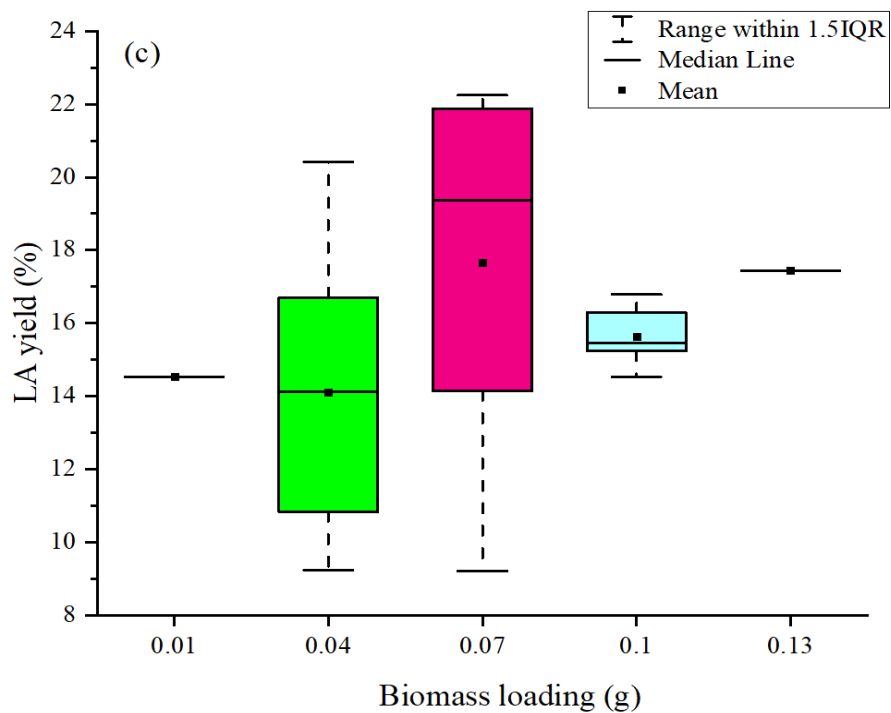 (c)
Range within 1.5IQR
Median Line
Mean
LA yield (%)
24
22
20
18
16
14
12
10
8
0.01 0.04 0.07 0.1 0.13
Biomass loading (g)